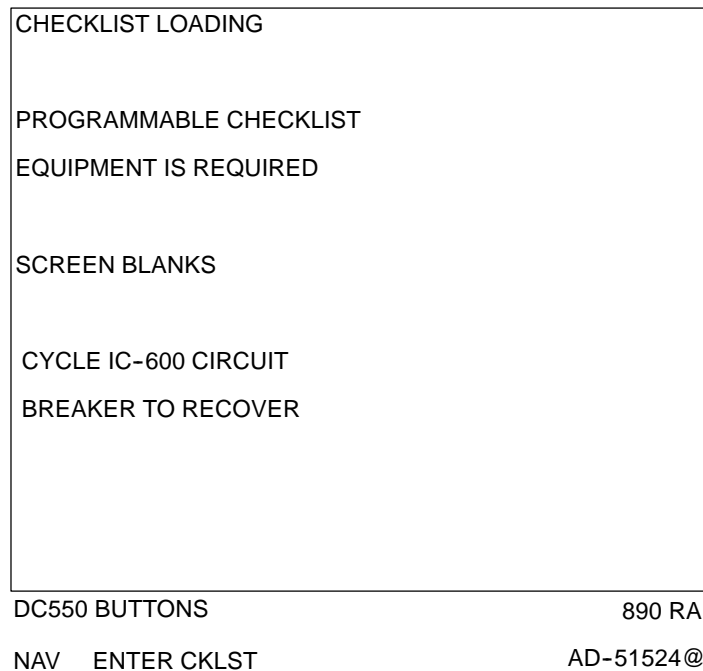 CHECKLIST LOADING
PROGRAMMABLE CHECKLIST
EQUIPMENT IS REQUIRED
SCREEN BLANKS
CYCLE IC-600 CIRCUIT
BREAKER TO RECOVER
DC550 BUTTONS 890 RA
NAV ENTER CKLST AD-51524@